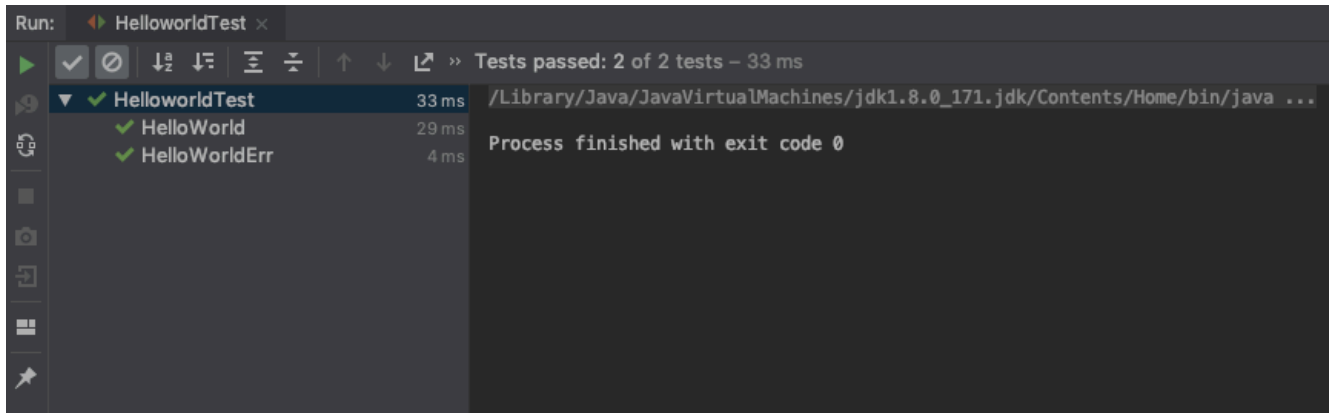 Run: HelloworldTest ×
» Tests passed: 2 of 2 tests – 33 ms
HelloworldTest 33 ms
HelloWorld 29 ms
HelloWorldErr 4 ms
/Library/Java/JavaVirtualMachines/jdk1.8.0_171.jdk/Contents/Home/bin/java ...
Process finished with exit code 0